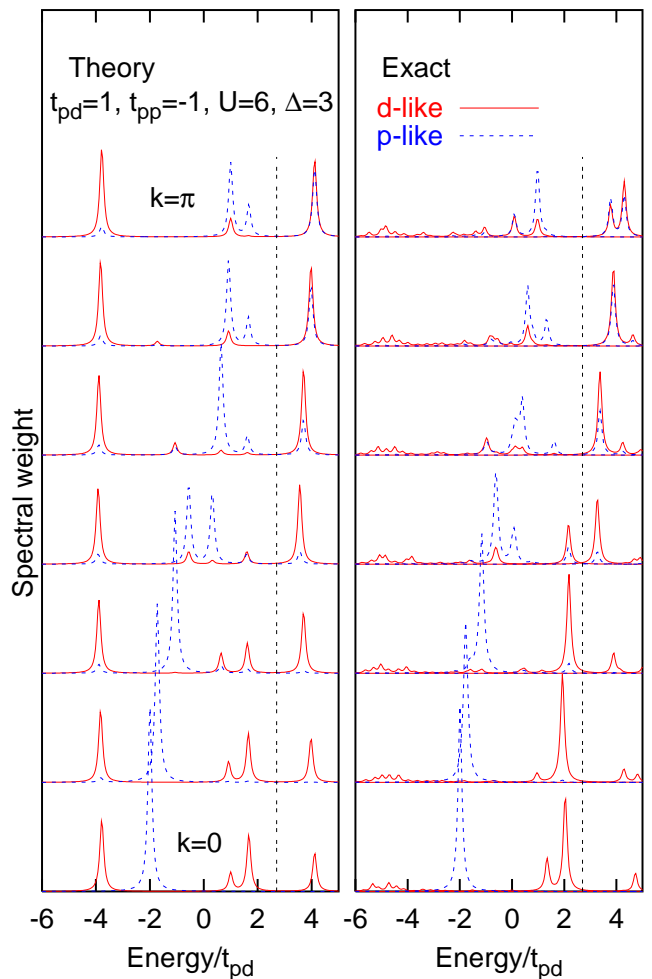 Theory
t_pd=1, t_pp=-1, U=6, Δ=3
Exact
d-like
p-like
k=π
k=0
Spectral weight
-6 -4 -2 0 2 4
-6 -4 -2 0 2 4
Energy/t_pd
Energy/t_pd